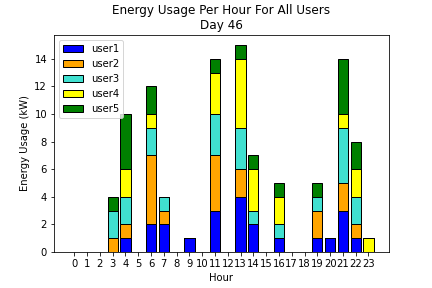 Energy Usage Per Hour For All Users
Day 46
user1
user2
user3
user4
user5
Energy Usage (kW)
14
12
10
8
6
4
2
0
0 1 2 3 4 5 6 7 8 9 10 11 12 13 14 15 16 17 18 19 20 21 22 23
Hour